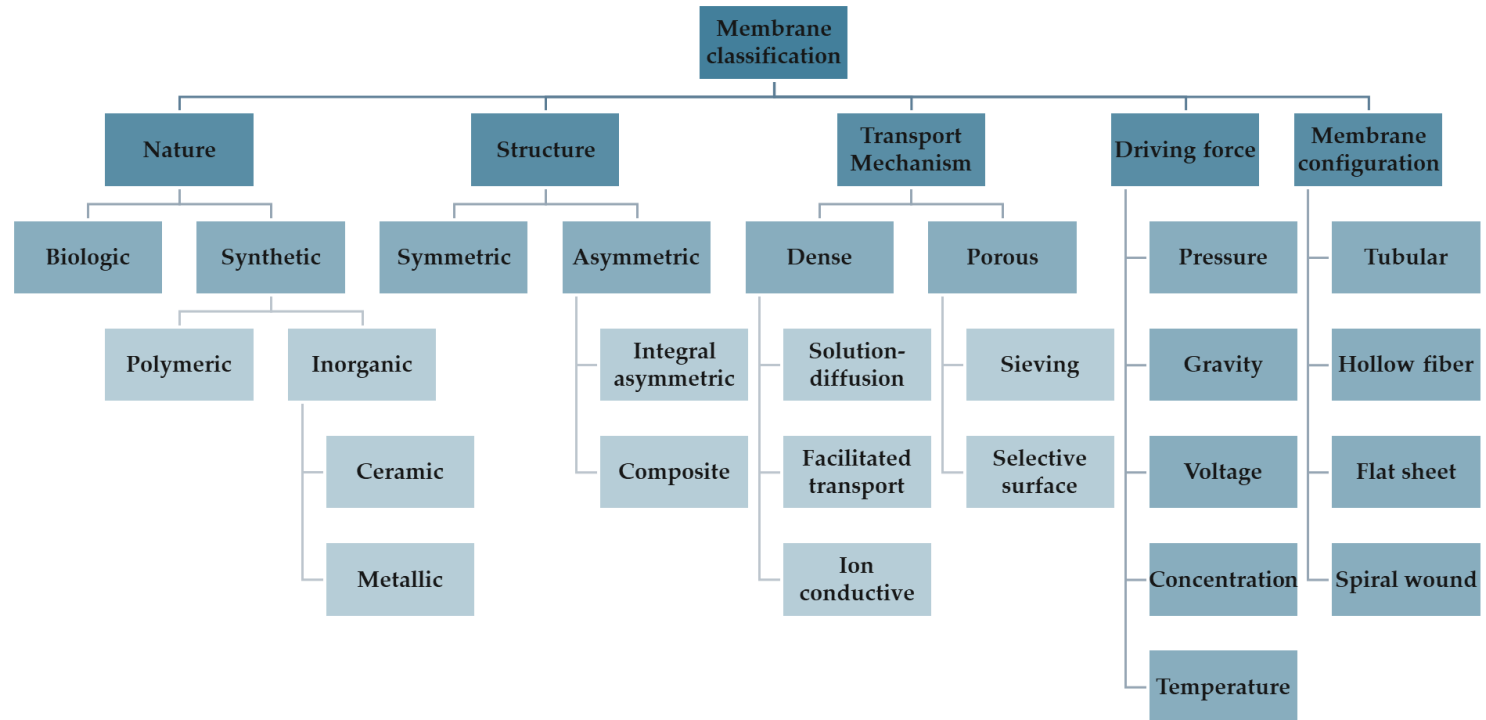 Membrane
classification
Nature
Structure
Transport
Mechanism
Driving force
Membrane
configuration
Biologic
Synthetic
Symmetric
Asymmetric
Dense
Porous
Pressure
Tubular
Polymeric
Inorganic
Integral
asymmetric
Solution-
diffusion
Sieving
Gravity
Hollow fiber
Ceramic
Composite
Facilitated
transport
Selective
surface
Voltage
Flat sheet
Metallic
Ion
conductive
Concentration
Spiral wound
Temperature